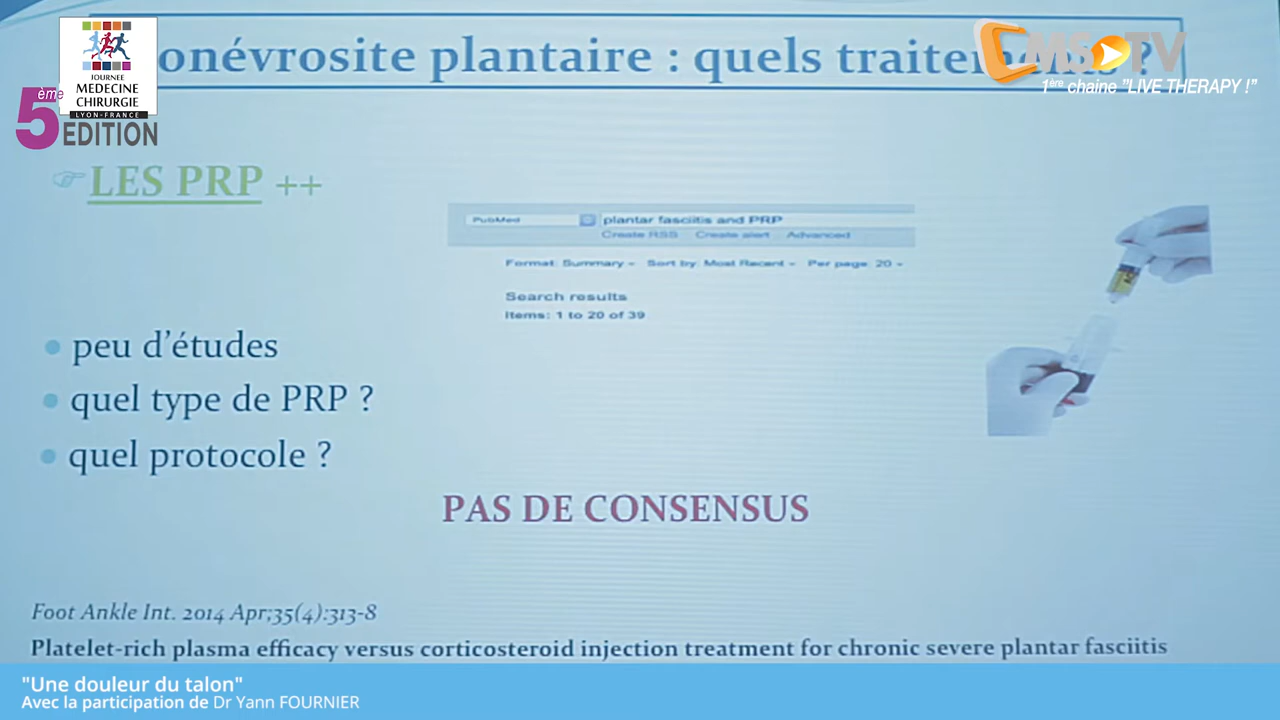 onévrosite plantaire : quels traitements ?
JOURNEE
MEDECINE
CHIRURGIE
LYON-FRANCE
5ème
EDITION
MS TV
1ère chaine "LIVE THERAPY !"
☞LES PRP ++
PubMed
plantar fasciitis and PRP
Create RSS Create alert Advanced
Format: Summary Sort by: Most Recent Per page: 20
Search results
Items: 1 to 20 of 39
• peu d'études
• quel type de PRP ?
• quel protocole ?
PAS DE CONSENSUS
Foot Ankle Int. 2014 Apr;35(4):313-8
Platelet-rich plasma efficacy versus corticosteroid injection treatment for chronic severe plantar fasciitis
"Une douleur du talon"
Avec la participation de Dr Yann FOURNIER